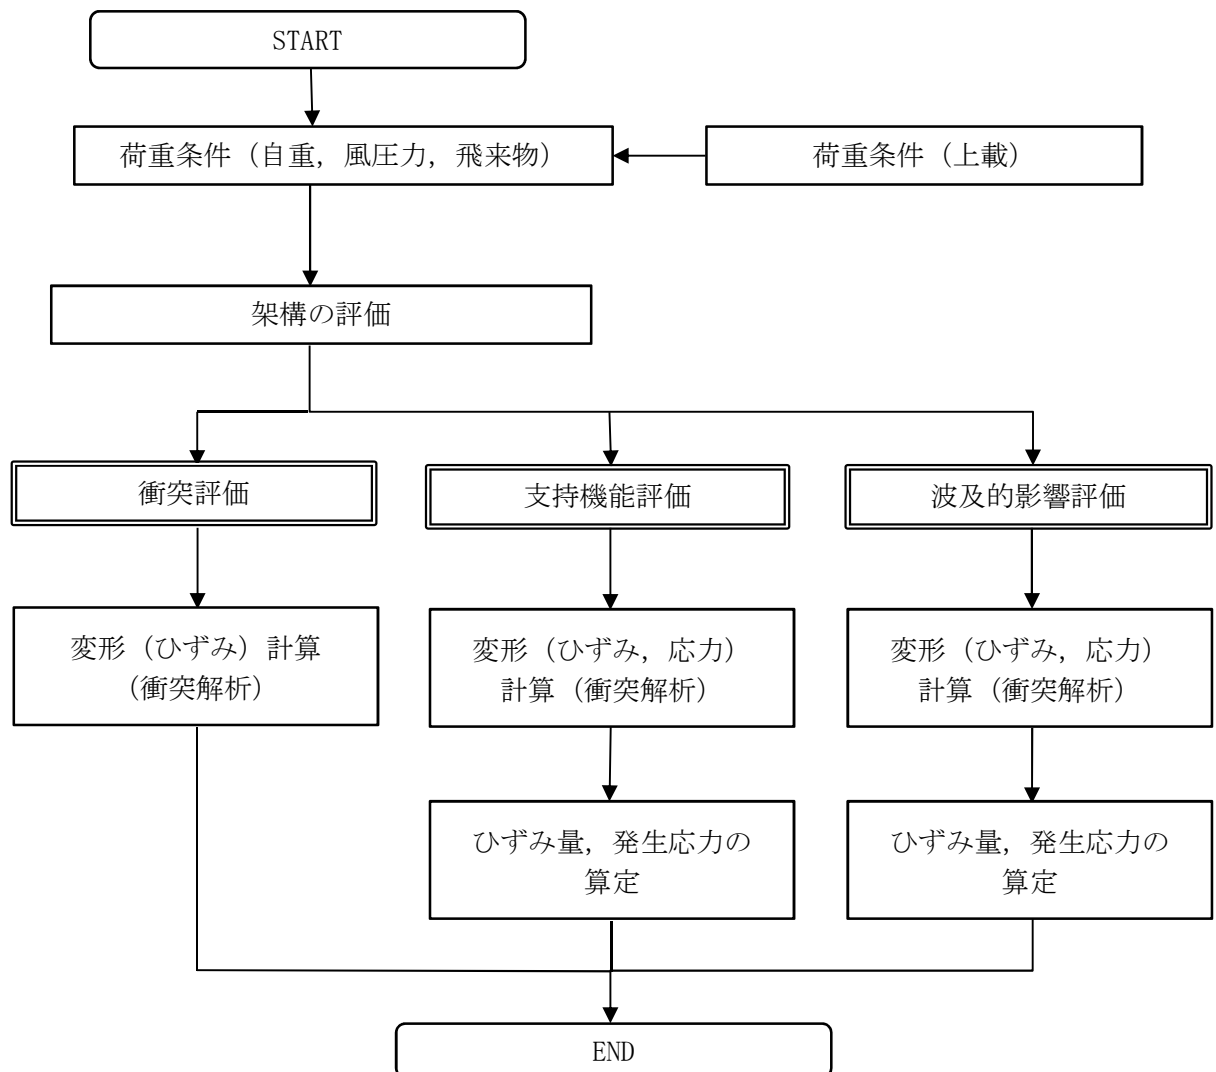 START
荷重条件（自重，風圧力，飛来物）
荷重条件（上載）
架構の評価
衝突評価
支持機能評価
波及的影響評価
変形（ひずみ）計算
（衝突解析）
変形（ひずみ，応力）
計算（衝突解析）
変形（ひずみ，応力）
計算（衝突解析）
ひずみ量，発生応力の
算定
ひずみ量，発生応力の
算定
END